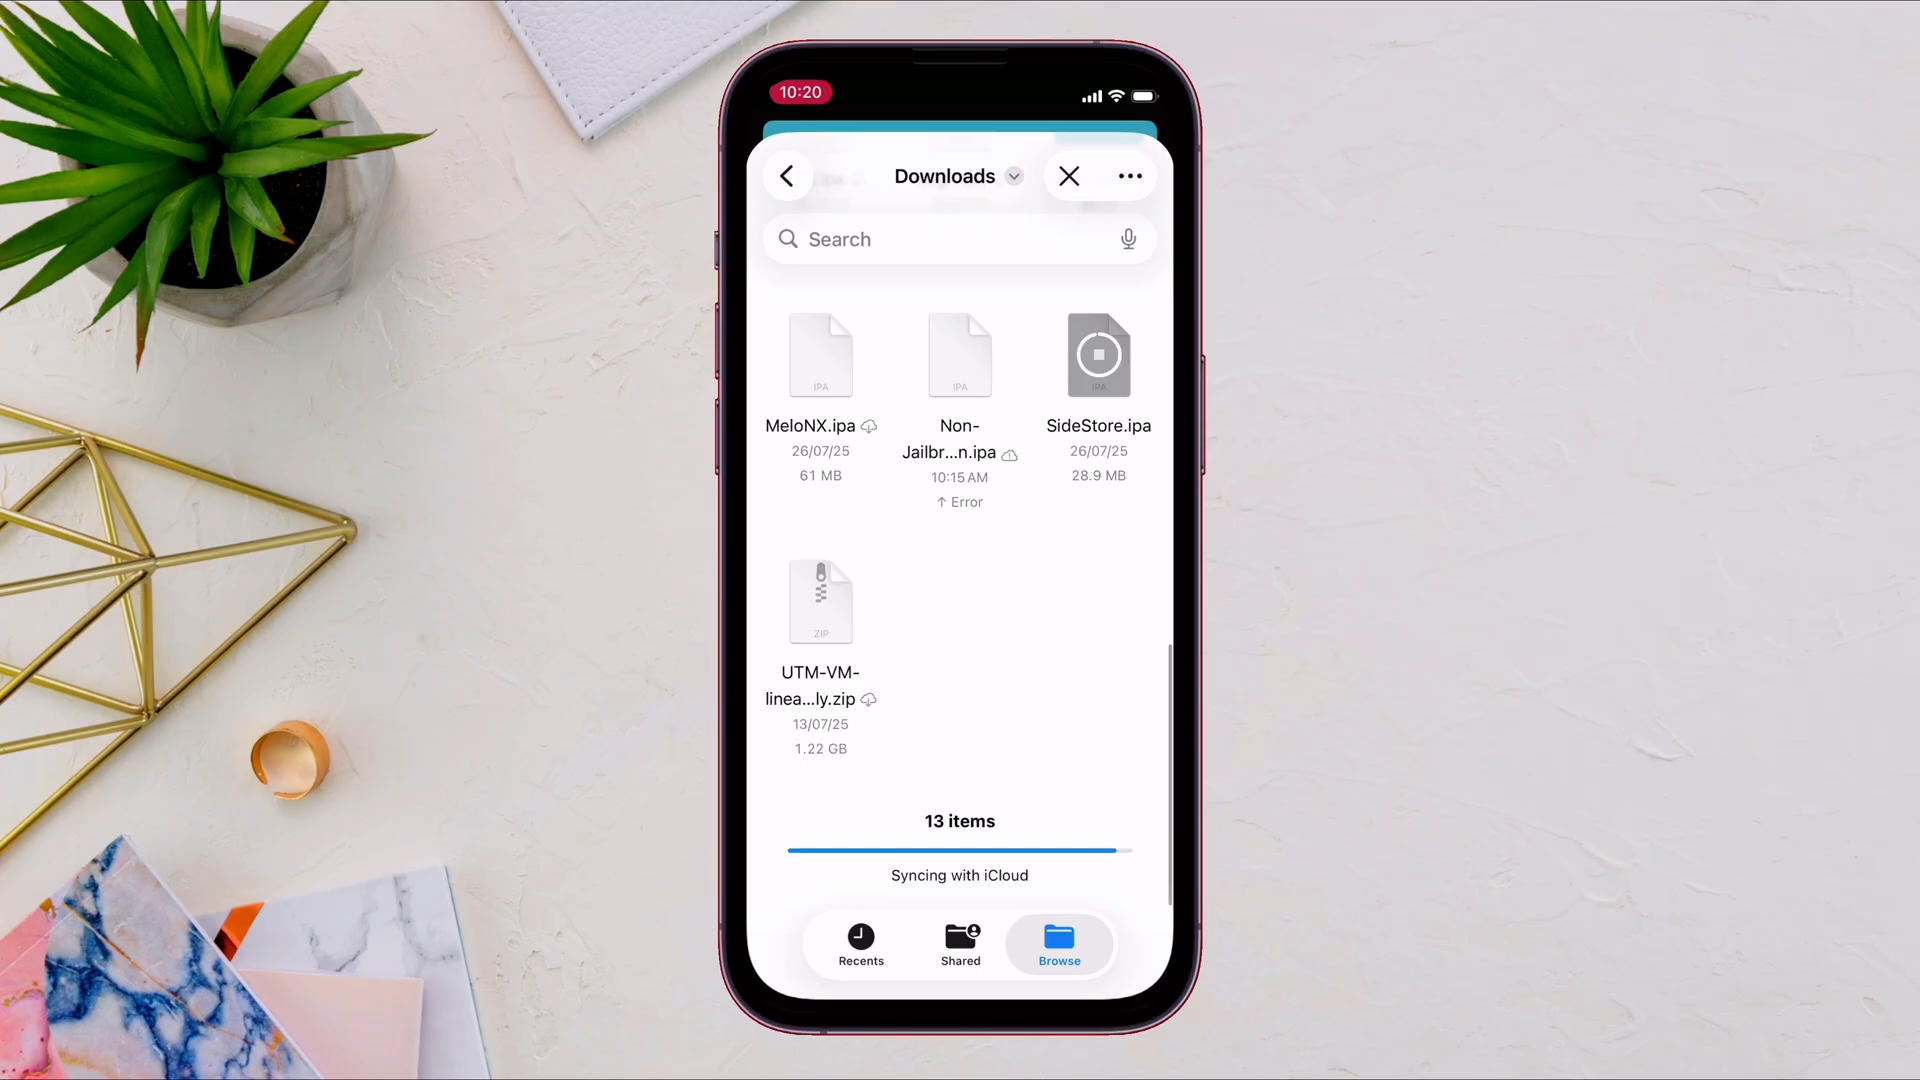 10:20
Downloads
Search
IPA
IPA
IPA
MeloNX.ipa
26/07/25
61 MB
Non-
Jailbr...n.ipa
10:15 AM
↑ Error
SideStore.ipa
26/07/25
28.9 MB
ZIP
UTM-VM-
linea...ly.zip
13/07/25
1.22 GB
13 items
Syncing with iCloud
Recents
Shared
Browse